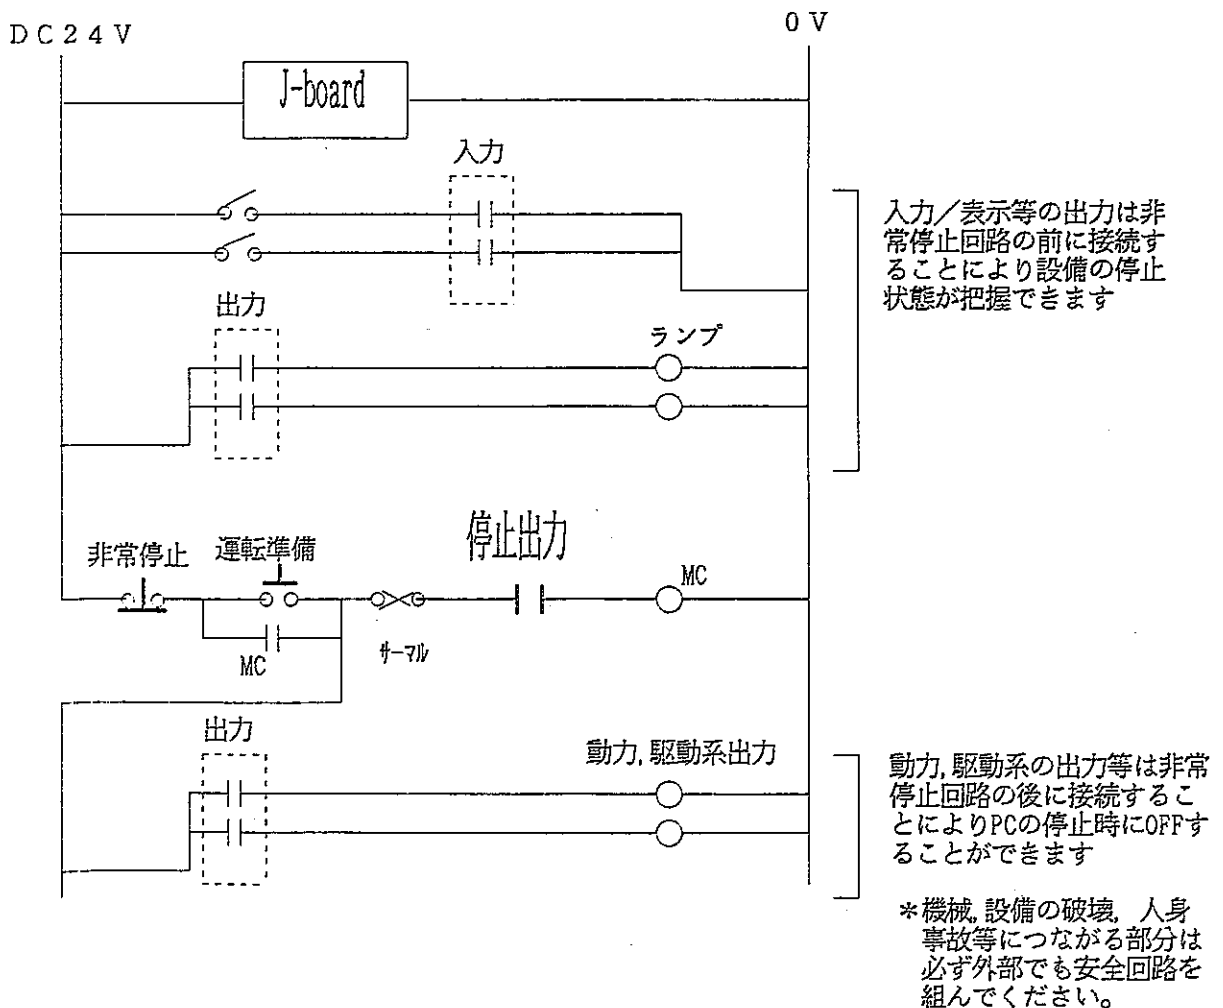 DC24V
0V
J-board
入力
入力／表示等の出力は非
常停止回路の前に接続す
ることにより設備の停止
状態が把握できます
出力
ランプ
停止出力
非常停止
運転準備
MC
MC
サーマル
出力
動力,駆動系出力
動力,駆動系の出力等は非常
停止回路の後に接続するこ
とによりPCの停止時にOFFす
ることができます
＊機械,設備の破壊, 人身
事故等につながる部分は
必ず外部でも安全回路を
組んでください。